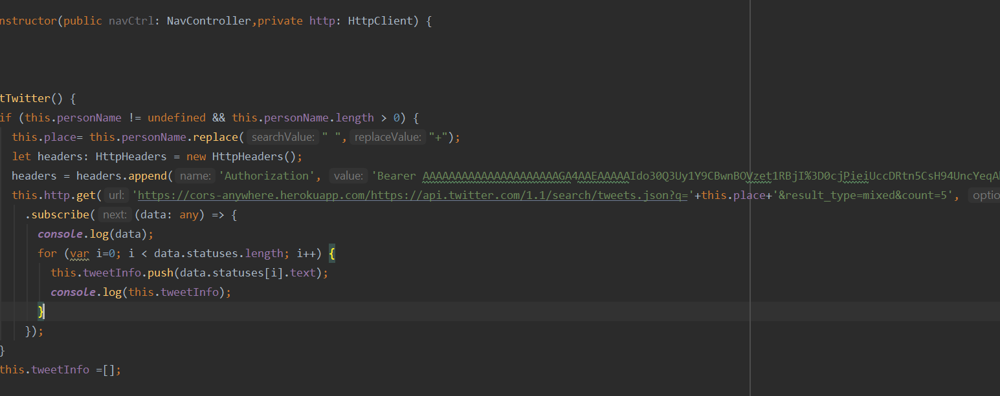 nstructor(public navCtrl: NavController,private http: HttpClient) {
tTwitter() {
if (this.personName != undefined && this.personName.length > 0) {
this.place= this.personName.replace( searchValue: " ", replaceValue: "+");
let headers: HttpHeaders = new HttpHeaders();
headers = headers.append( name: 'Authorization', value: 'Bearer
this.http.get( url: 'https://cors-anywhere.herokuapp.com/https://api.twitter.com/1.1/search/tweets.json?q='+this.place+'&result_type=mixed&count=5', optio
.subscribe( next: (data: any) => {
console.log(data);
for (var i=0; i < data.statuses.length; i++) {
this.tweetInfo.push(data.statuses[i].text);
console.log(this.tweetInfo);
}
});
}
this.tweetInfo =[];